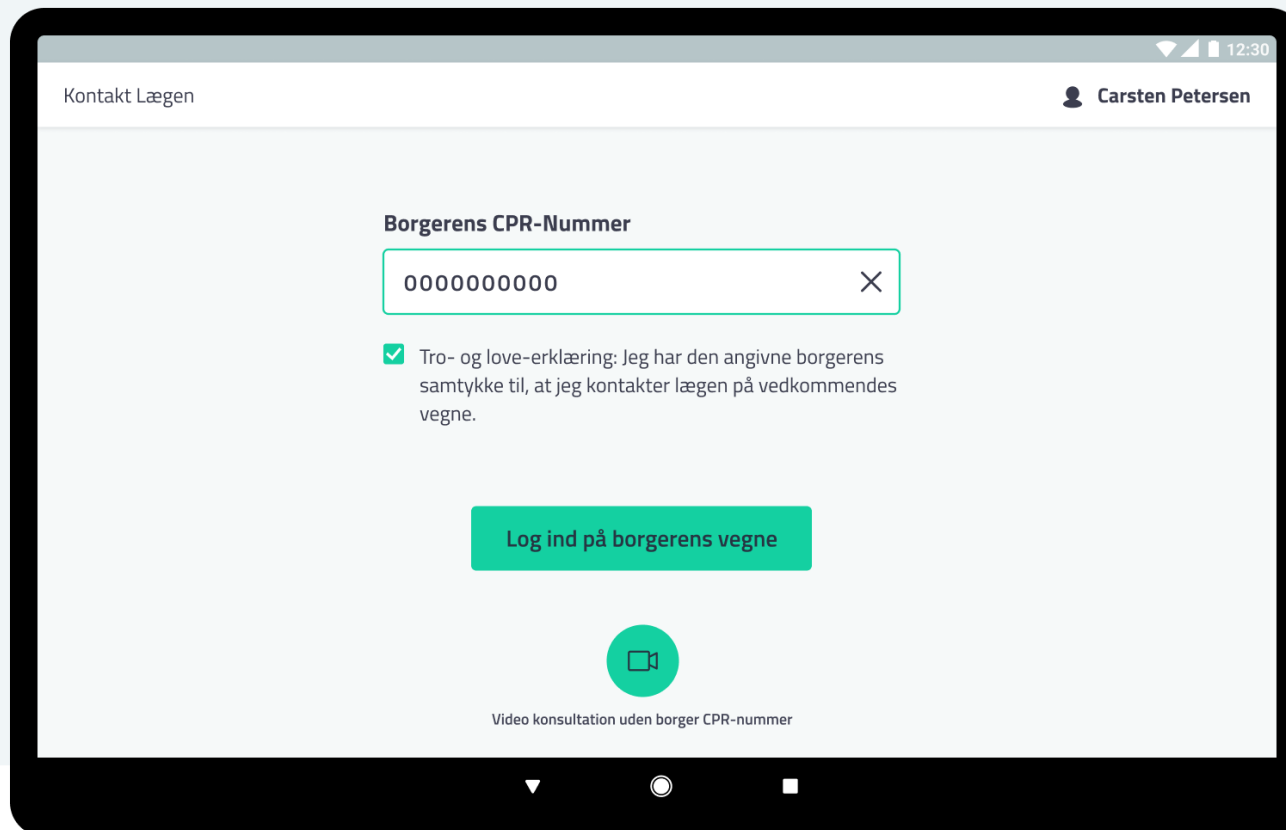 12:30
Kontakt Lægen
Carsten Petersen
Borgerens CPR-Nummer
0000000000
Tro- og love-erklæring: Jeg har den angivne borgerens
samtykke til, at jeg kontakter lægen på vedkommendes
vegne.
Log ind på borgerens vegne
Video konsultation uden borger CPR-nummer